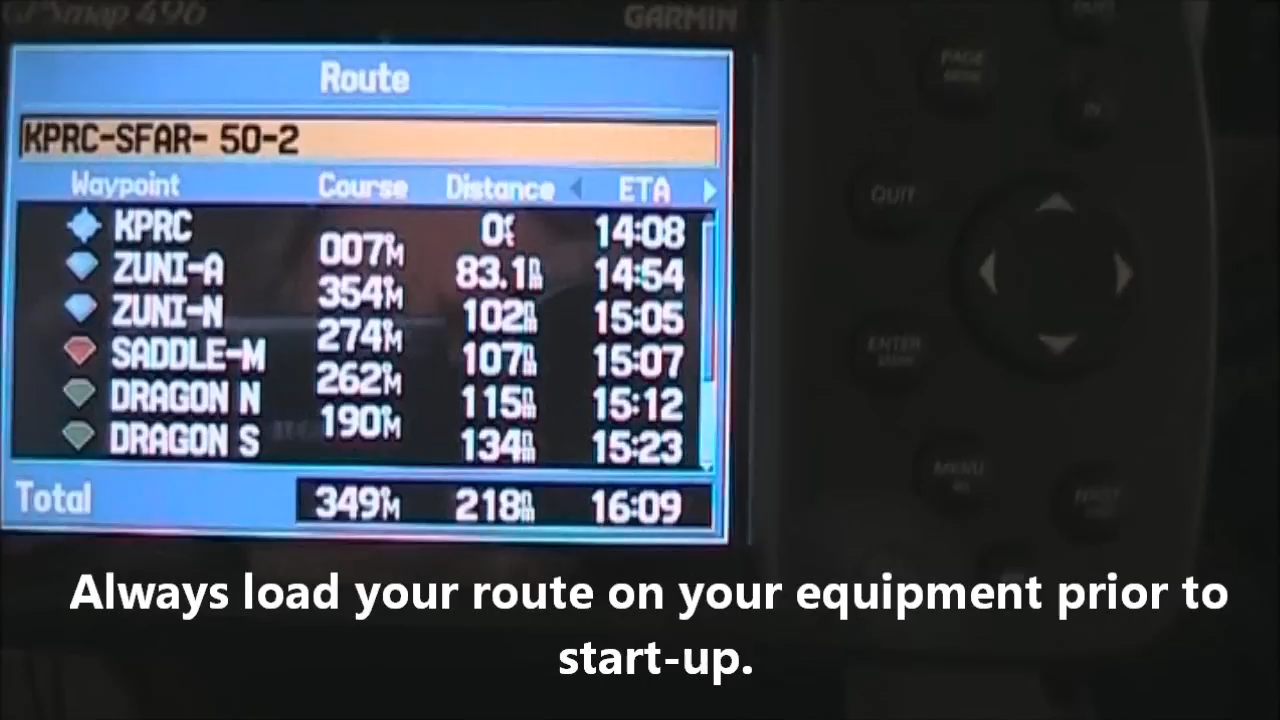 GPSmap 496 GARMIN
Route
KPRC-SFAR- 50-2
Waypoint Course Distance ETA
KPRC 0 14:08
007°M
ZUNI-A 83.1 14:54
354°M
ZUNI-N 102 15:05
274°M
SADDLE-M 107 15:07
262°M
DRAGON N 115 15:12
190°M
DRAGON S 134 15:23
Total 349°M 218 16:09
PAGE
IN
QUIT
ENTER
MENU
Always load your route on your equipment prior to
start-up.